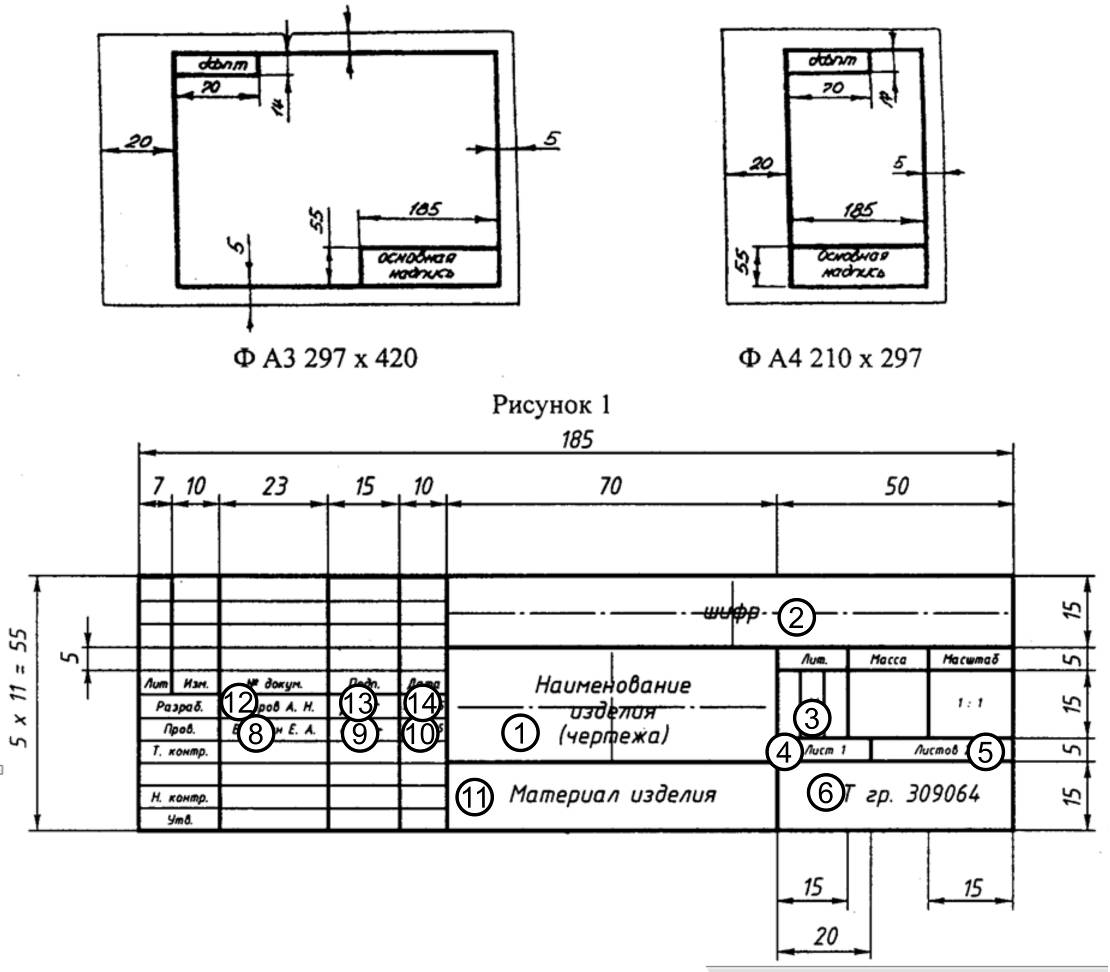 70
14
20
5
5
185
55
основная
надпись
70
14
20
5
185
55
основная
надпись
Ф А3 297 х 420
Ф А4 210 х 297
Рисунок 1
185
7 10 23 15 10 70 50
5 х 11 = 55
5
шифр 2
15
Лит. Масса Масштаб
5
Лит Изм. № докум. Подп. Дата
Наименование
изделия
(чертежа)
1
Разраб. 12 ров А. Н. 13 14
3
1 : 1
15
Пров. 8 н Е. А. 9 10
Т. контр.
4 Лист 1 Листов 5
5
11 Материал изделия
6 Т гр. 309064
15
Н. контр.
Утв.
15 15
20